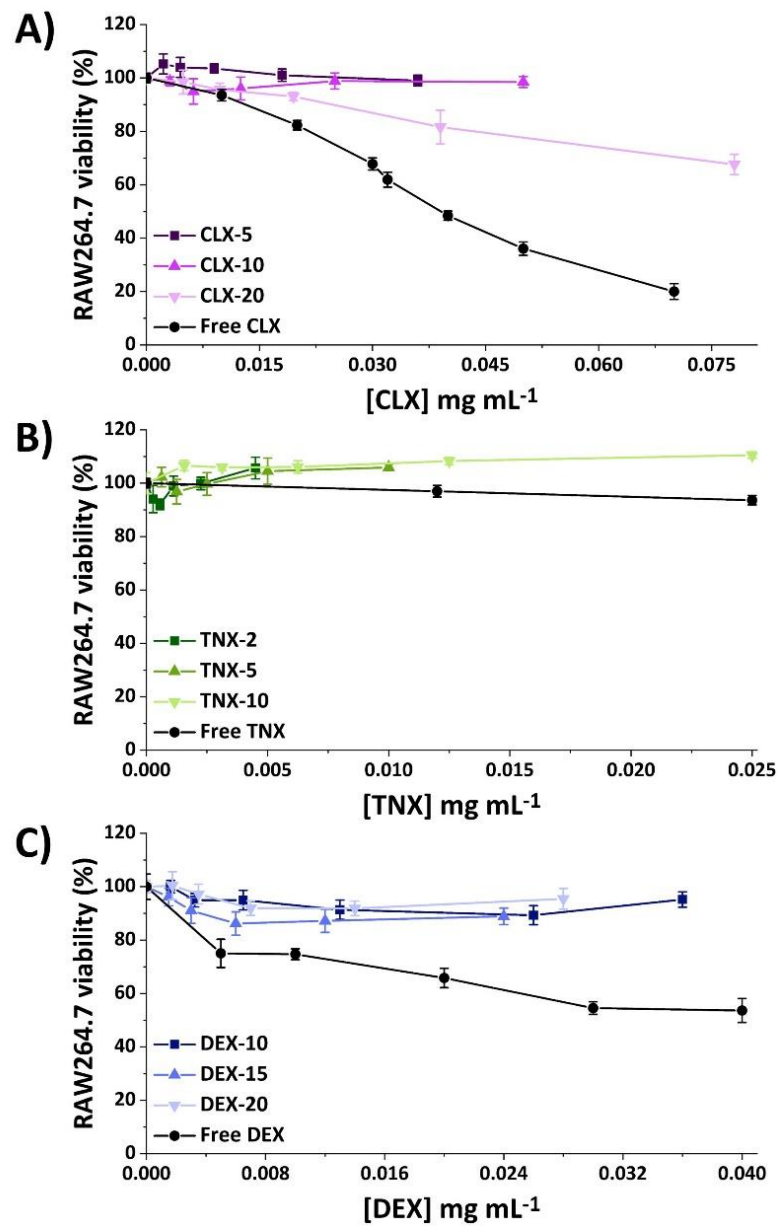 A)
120
100
80
60
40
20
0
RAW264.7 viability (%)
CLX-5
CLX-10
CLX-20
Free CLX
0.000 0.015 0.030 0.045 0.060 0.075
[CLX] mg mL-1
B)
120
100
80
60
40
20
0
RAW264.7 viability (%)
TNX-2
TNX-5
TNX-10
Free TNX
0.000 0.005 0.010 0.015 0.020 0.025
[TNX] mg mL-1
C)
120
100
80
60
40
20
0
RAW264.7 viability (%)
DEX-10
DEX-15
DEX-20
Free DEX
0.000 0.008 0.016 0.024 0.032 0.040
[DEX] mg mL-1